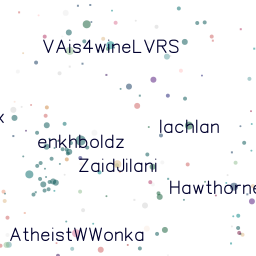 VAis4wineLVRS
x
lachlan
enkhboldz
ZaidJilani
Hawthorne
AtheistWWonka